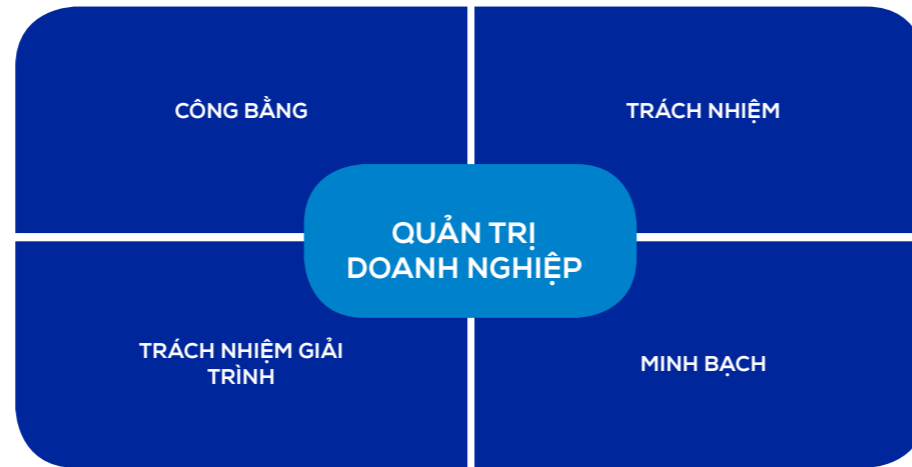 CÔNG BẰNG
TRÁCH NHIỆM
QUẢN TRỊ
DOANH NGHIỆP
TRÁCH NHIỆM GIẢI
TRÌNH
MINH BẠCH